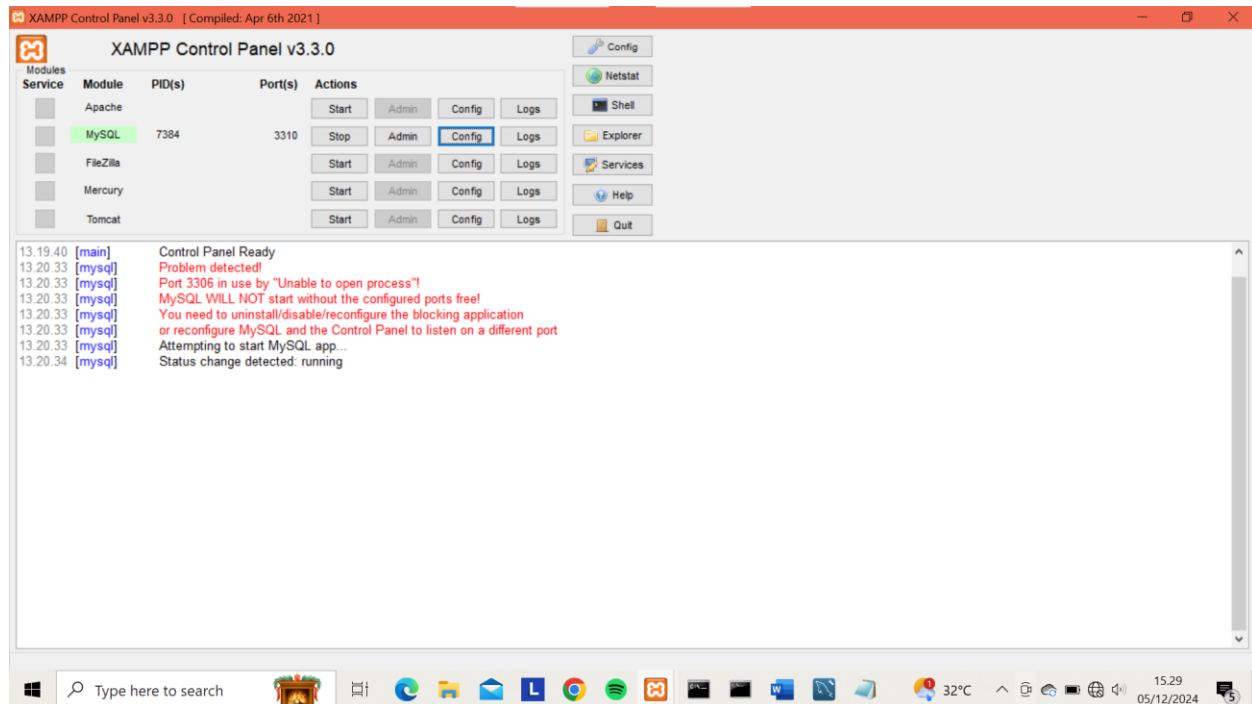 XAMPP Control Panel v3.3.0 [ Compiled: Apr 6th 2021 ]
XAMPP Control Panel v3.3.0
Config
Modules
Netstat
Service Module PID(s) Port(s) Actions
Apache Start Admin Config Logs
Shell
MySQL 7384 3310 Stop Admin Config Logs
Explorer
FileZilla Start Admin Config Logs
Services
Mercury Start Admin Config Logs
Help
Tomcat Start Admin Config Logs
Quit
13.19.40 [main] Control Panel Ready
13.20.33 [mysql] Problem detected!
13.20.33 [mysql] Port 3306 in use by "Unable to open process"!
13.20.33 [mysql] MySQL WILL NOT start without the configured ports free!
13.20.33 [mysql] You need to uninstall/disable/reconfigure the blocking application
13.20.33 [mysql] or reconfigure MySQL and the Control Panel to listen on a different port
13.20.33 [mysql] Attempting to start MySQL app...
13.20.34 [mysql] Status change detected: running
Type here to search
L
W
1
32°C
15.29
05/12/2024
5